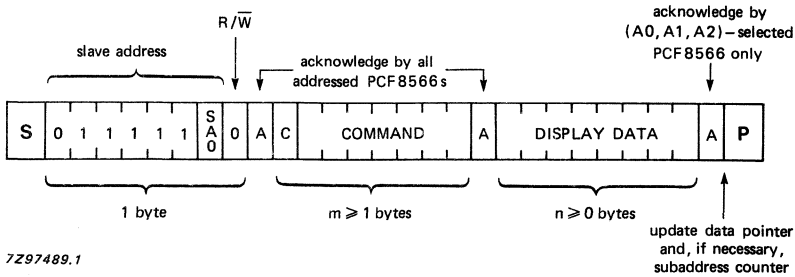 acknowledge by
(A0, A1, A2)–selected
PCF8566 only
R/W̅
slave address
acknowledge by all
addressed PCF8566s
S 0 1 1 1 1 1 SA0 0 A C COMMAND A DISPLAY DATA A P
1 byte
m ⩾ 1 bytes
n ⩾ 0 bytes
update data pointer
and, if necessary,
subaddress counter
7Z97489.1